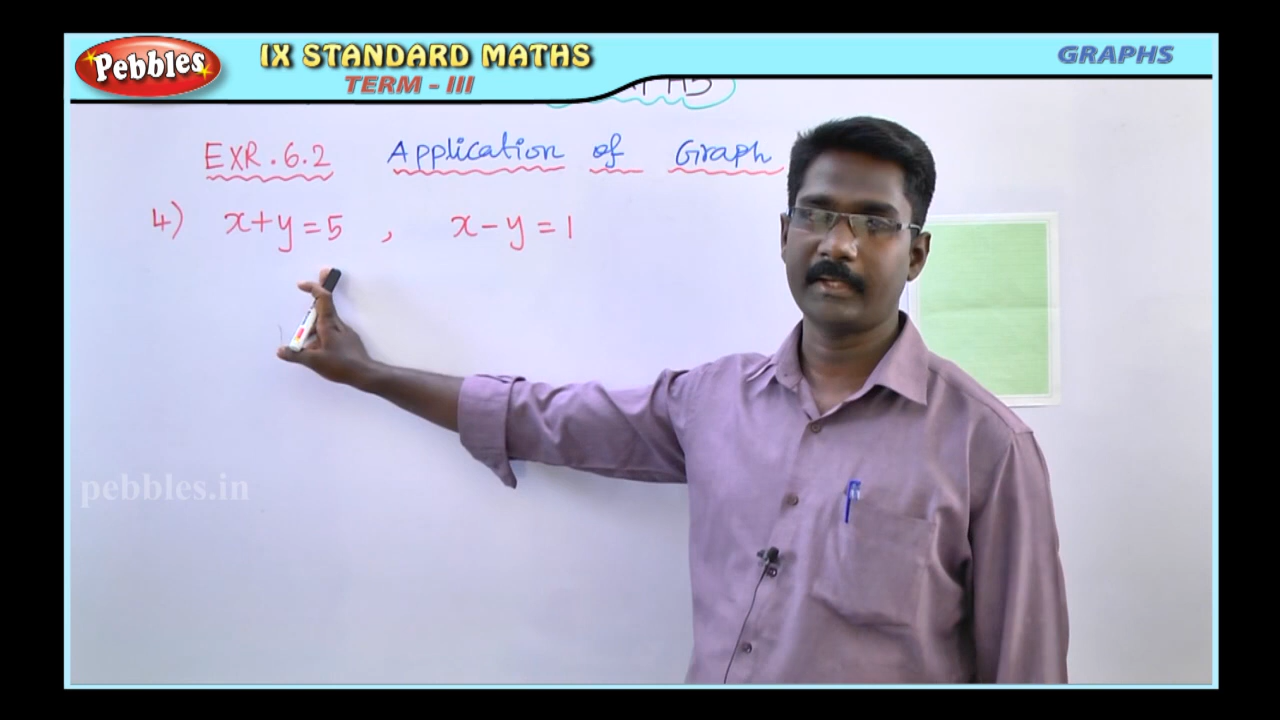 Pebbles
IX STANDARD MATHS
TERM - III
GRAPHS
EXR. 6.2 Application of Graph
4) x+y=5 , x-y=1
pebbles.in